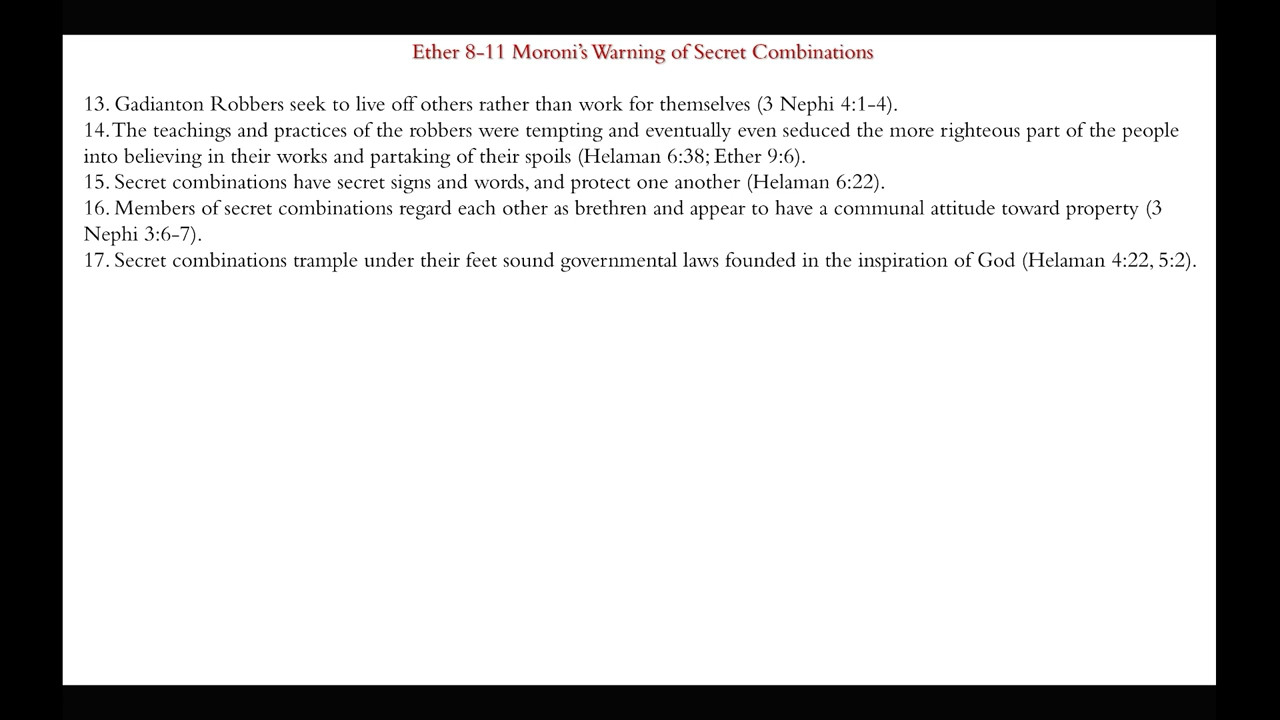 Ether 8-11 Moroni's Warning of Secret Combinations
13. Gadianton Robbers seek to live off others rather than work for themselves (3 Nephi 4:1-4).
14. The teachings and practices of the robbers were tempting and eventually even seduced the more righteous part of the people
into believing in their works and partaking of their spoils (Helaman 6:38; Ether 9:6).
15. Secret combinations have secret signs and words, and protect one another (Helaman 6:22).
16. Members of secret combinations regard each other as brethren and appear to have a communal attitude toward property (3
Nephi 3:6-7).
17. Secret combinations trample under their feet sound governmental laws founded in the inspiration of God (Helaman 4:22, 5:2).